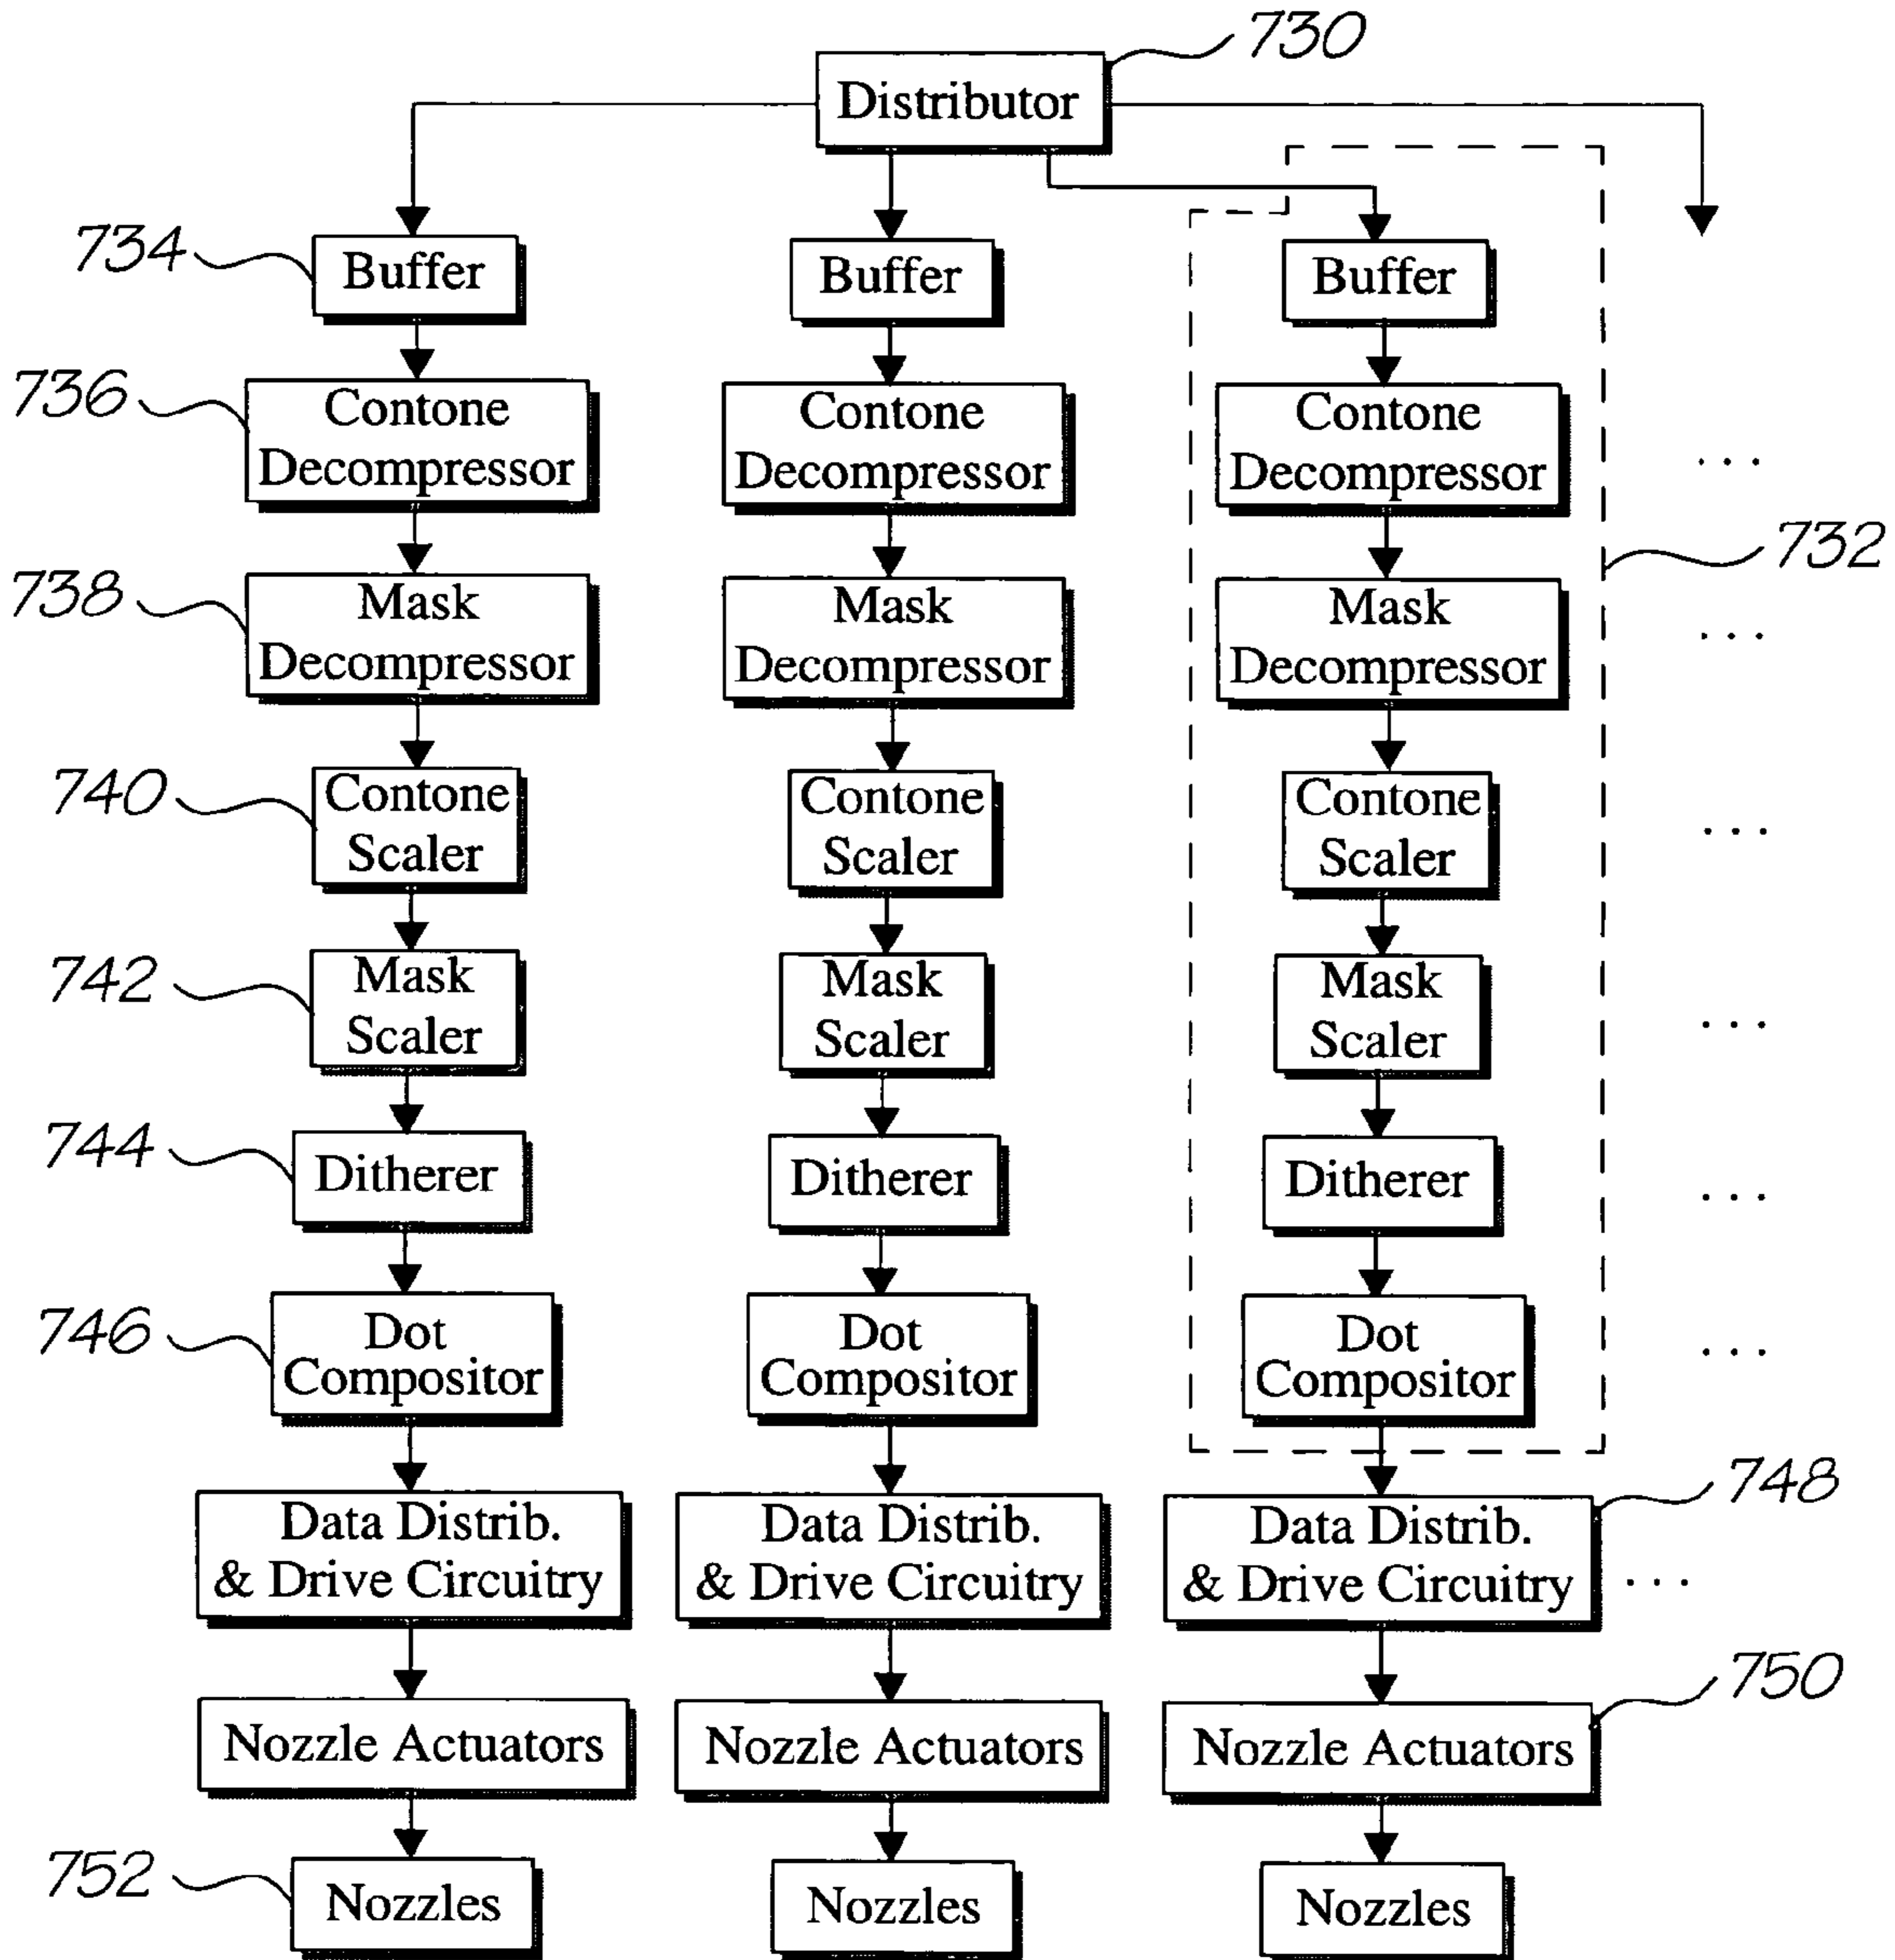 730
Distributor
734
Buffer
Buffer
Buffer
736
Contone
Decompressor
Contone
Decompressor
Contone
Decompressor
...
732
738
Mask
Decompressor
Mask
Decompressor
Mask
Decompressor
...
740
Contone
Scaler
Contone
Scaler
Contone
Scaler
...
742
Mask
Scaler
Mask
Scaler
Mask
Scaler
...
744
Ditherer
Ditherer
Ditherer
...
746
Dot
Compositor
Dot
Compositor
Dot
Compositor
...
748
Data Distrib.
& Drive Circuitry
Data Distrib.
& Drive Circuitry
Data Distrib.
& Drive Circuitry
...
750
Nozzle Actuators
Nozzle Actuators
Nozzle Actuators
752
Nozzles
Nozzles
Nozzles